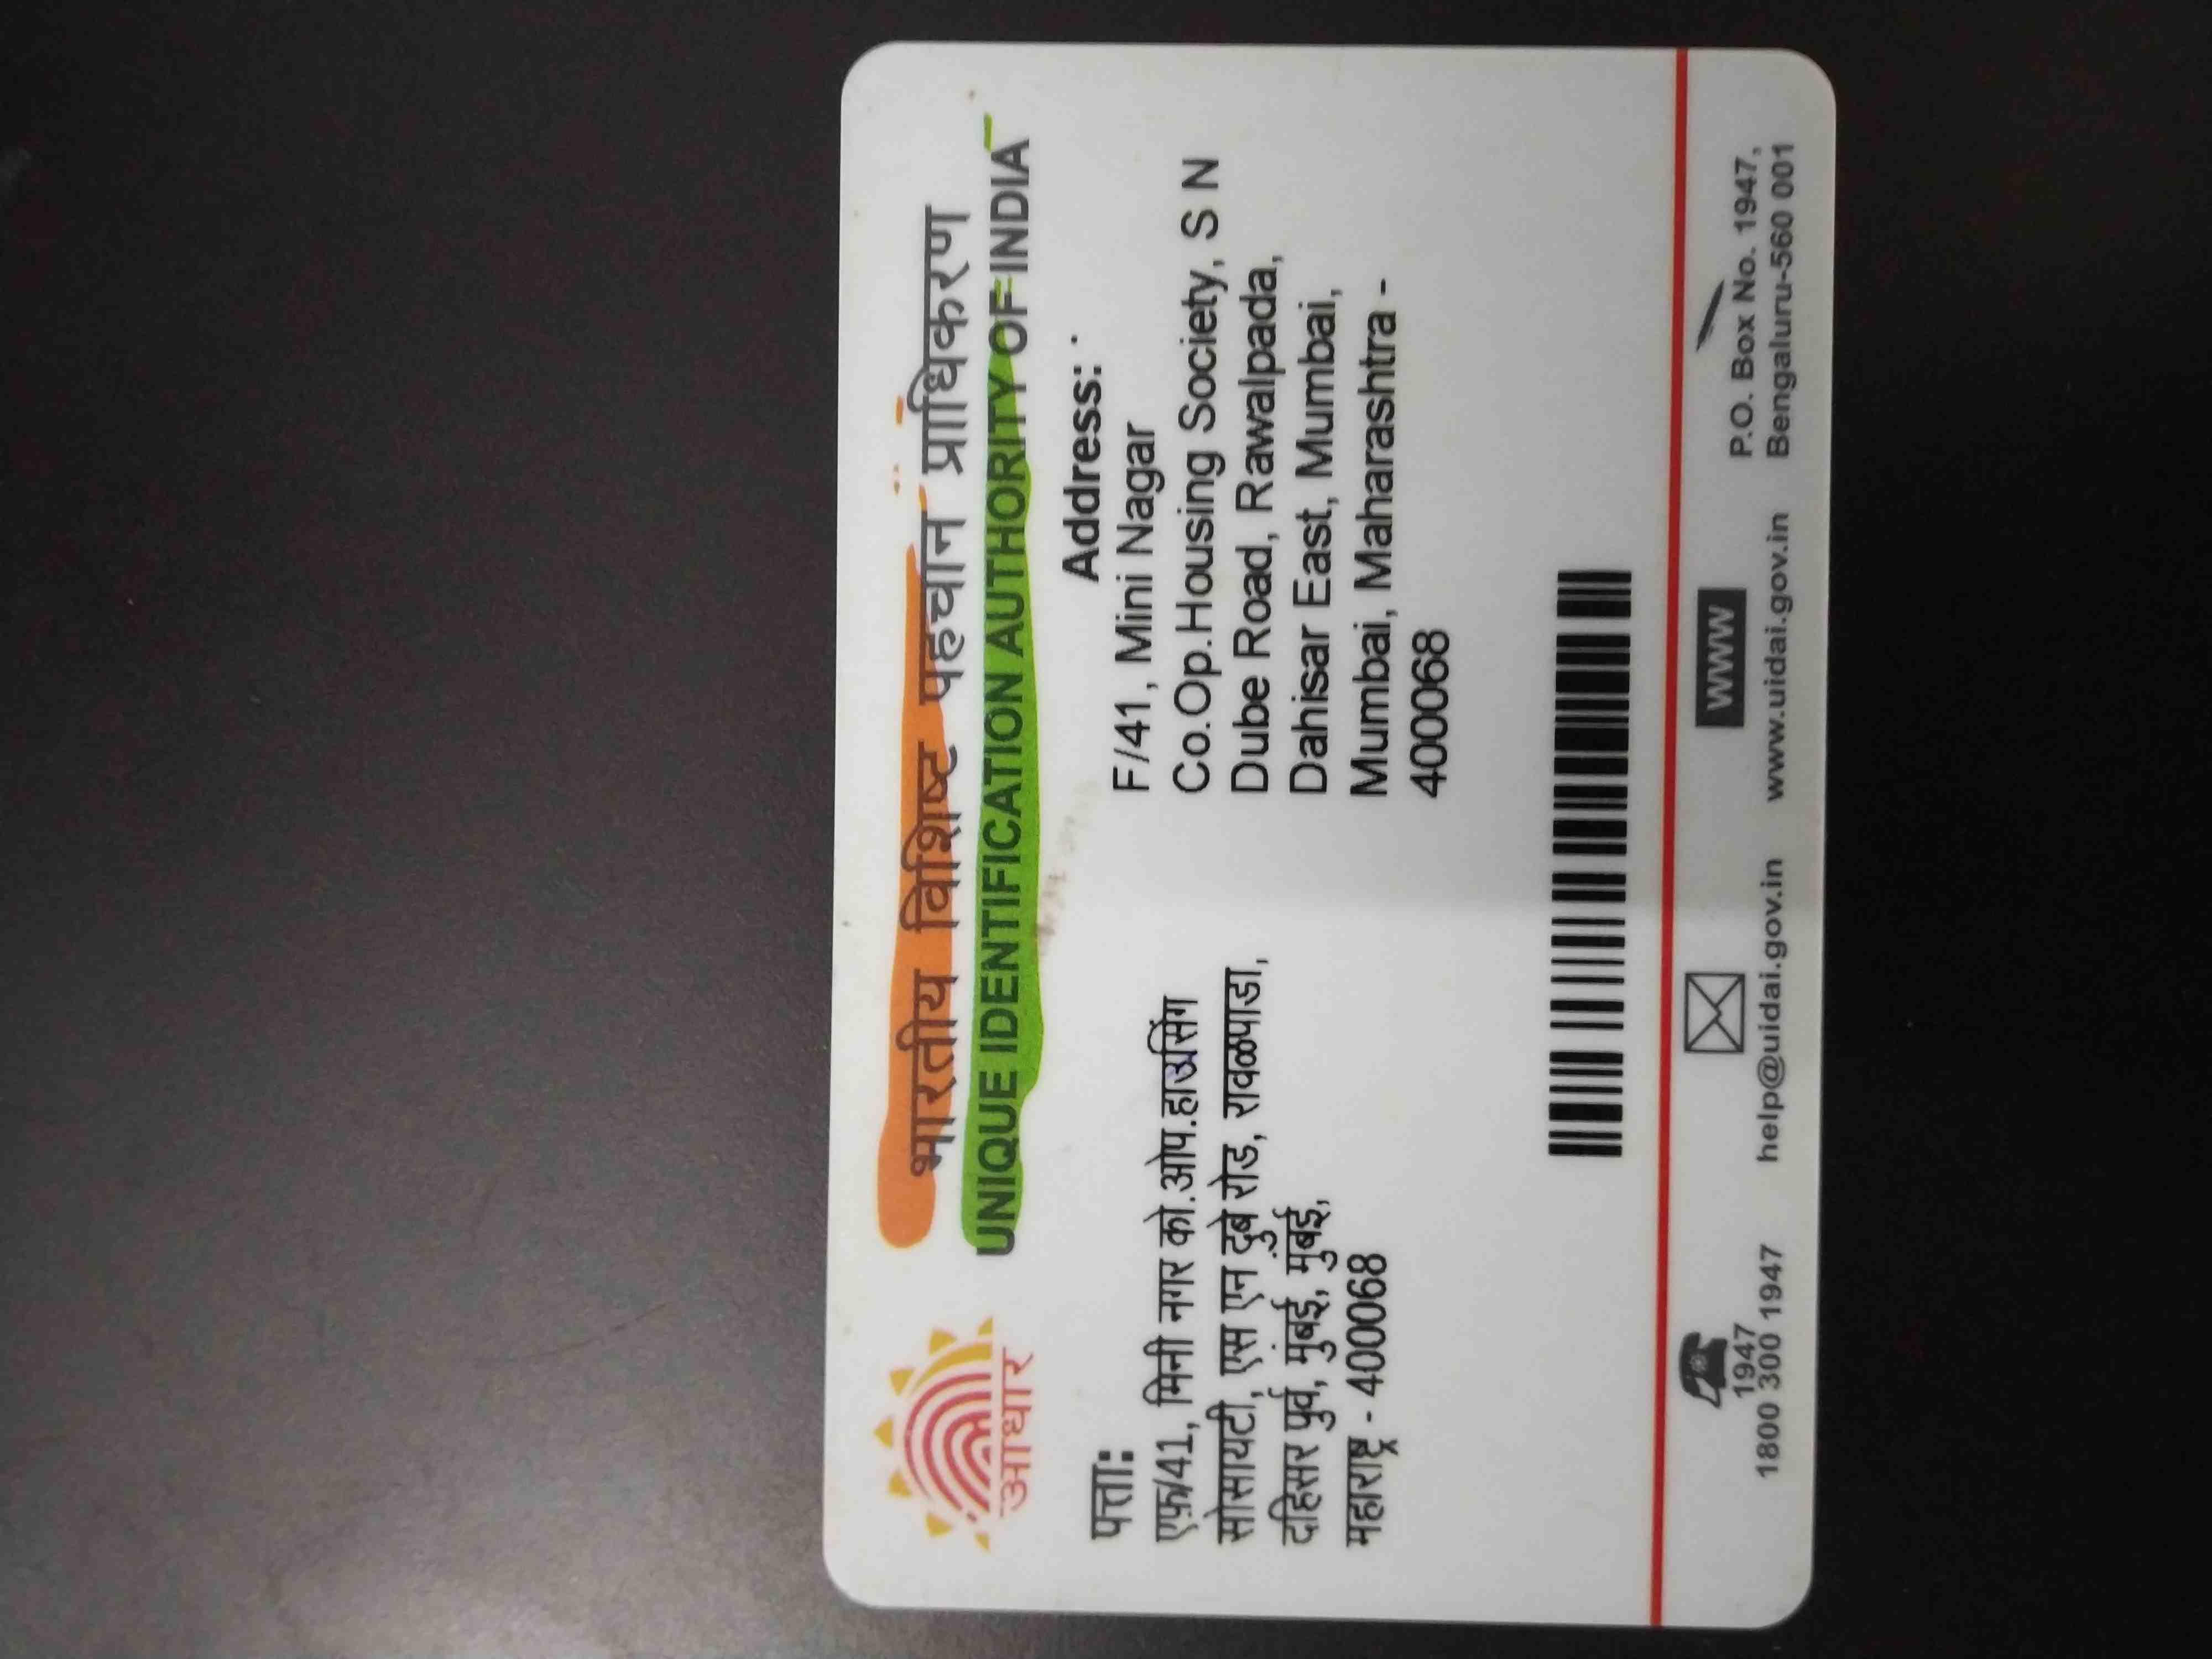 भारतीय विशिष्ट पहचान प्राधिकरण
UNIQUE IDENTIFICATION AUTHORITY OF INDIA
आधार
पत्ता:
एफ़/41, मिनी नगर को.ओप.हाउसिंग
सोसायटी, एस एन दुबे रोड, रावळपाडा,
दहिसर पुर्व, मुंबई, मुंबई,
महाराष्ट्र - 400068
Address:
F/41, Mini Nagar
Co.Op.Housing Society, S N
Dube Road, Rawalpada,
Dahisar East, Mumbai,
Mumbai, Maharashtra -
400068
1947
1800 300 1947
help@uidai.gov.in
WWW
www.uidai.gov.in
P.O. Box No. 1947,
Bengaluru-560 001